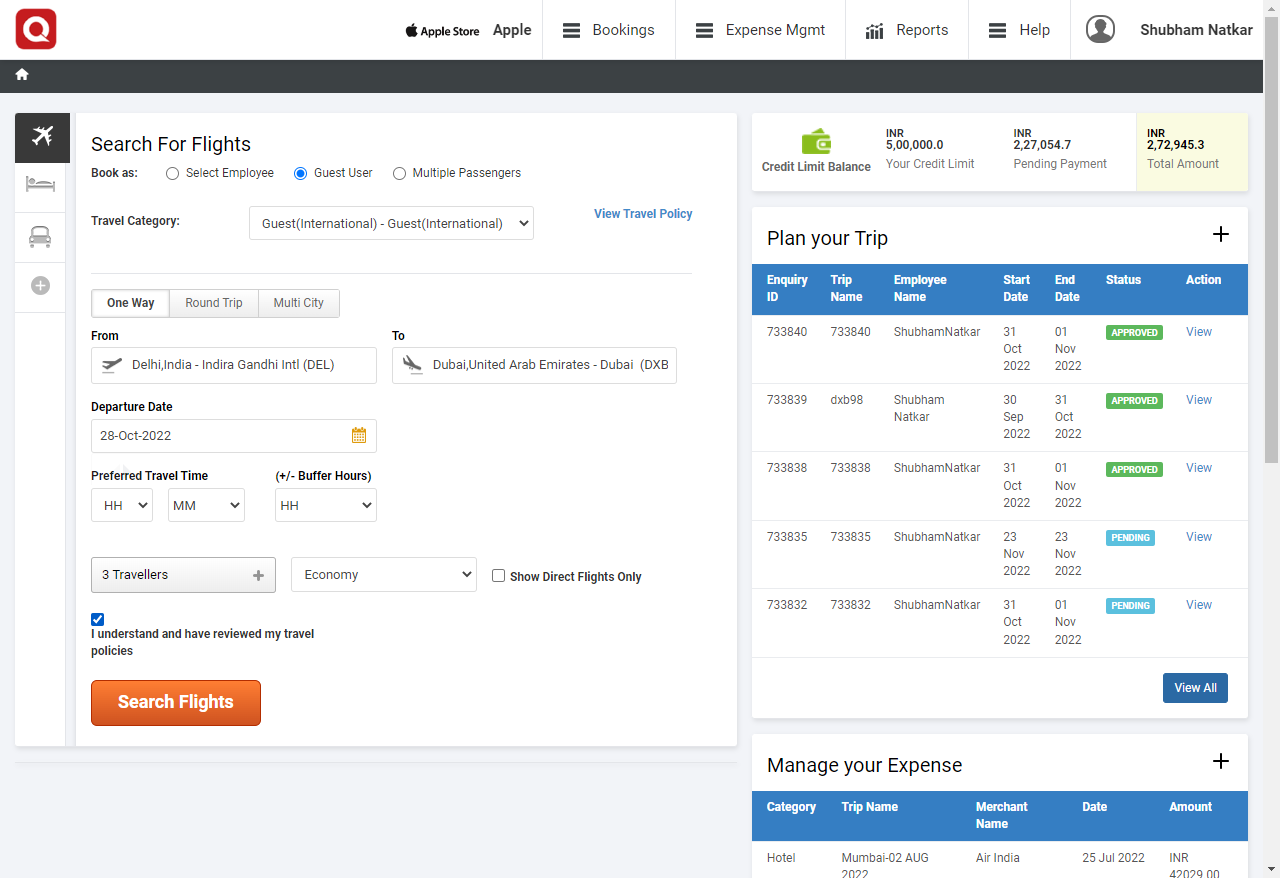 Apple Store Apple Bookings Expense Mgmt Reports Help Shubham Natkar
Search For Flights
Book as: Select Employee Guest User Multiple Passengers
Travel Category: Guest(International) - Guest(International) View Travel Policy
One Way Round Trip Multi City
From To
Delhi,India - Indira Gandhi Intl (DEL) Dubai,United Arab Emirates - Dubai (DXB
Departure Date
28-Oct-2022
Preferred Travel Time (+/- Buffer Hours)
HH MM HH
3 Travellers Economy Show Direct Flights Only
I understand and have reviewed my travel
policies
Search Flights
Credit Limit Balance
INR
5,00,000.0
Your Credit Limit
INR
2,27,054.7
Pending Payment
INR
2,72,945.3
Total Amount
Plan your Trip
Enquiry ID Trip Name Employee Name Start Date End Date Status Action
733840 733840 ShubhamNatkar 31 Oct 2022 01 Nov 2022 APPROVED View
733839 dxb98 Shubham Natkar 30 Sep 2022 31 Oct 2022 APPROVED View
733838 733838 ShubhamNatkar 31 Oct 2022 01 Nov 2022 APPROVED View
733835 733835 ShubhamNatkar 23 Nov 2022 23 Nov 2022 PENDING View
733832 733832 ShubhamNatkar 31 Oct 2022 01 Nov 2022 PENDING View
View All
Manage your Expense
Category Trip Name Merchant Name Date Amount
Hotel Mumbai-02 AUG 2022 Air India 25 Jul 2022 INR 42029.00